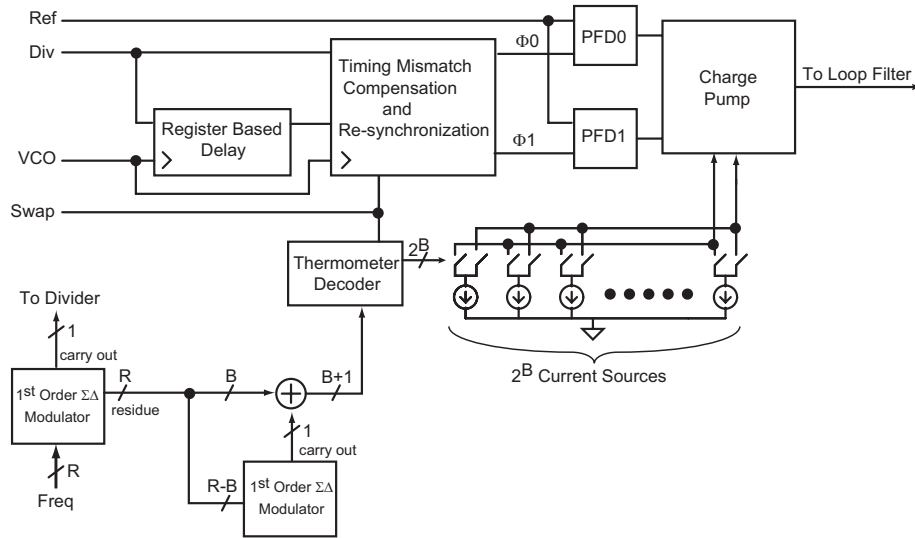 Ref
Div
VCO
Swap
Register Based
Delay
Timing Mismatch
Compensation
and
Re-synchronization
Φ0
Φ1
PFD0
PFD1
Charge
Pump
To Loop Filter
Thermometer
Decoder
2B
2B Current Sources
To Divider
1
carry out
1st Order ΣΔ
Modulator
R
residue
R
Freq
B
B+1
1
carry out
R-B
1st Order ΣΔ
Modulator